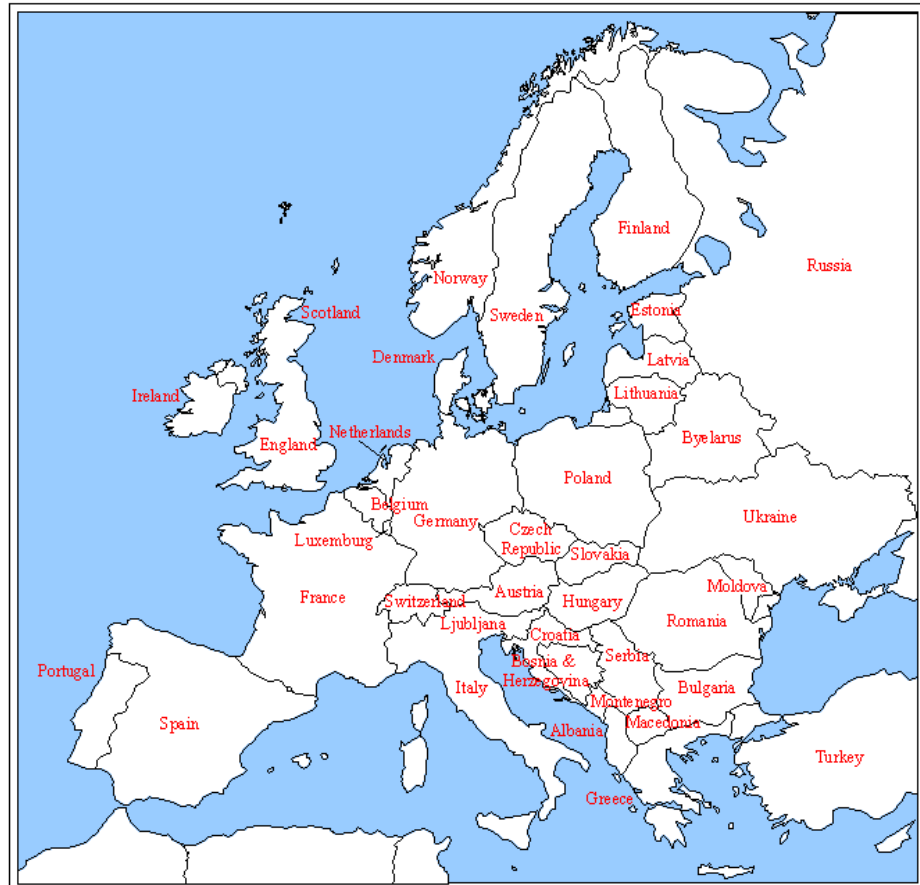 Finland
Russia
Norway
Scotland
Sweden
Estonia
Denmark
Latvia
Ireland
Lithuania
Netherlands
England
Byelarus
Poland
Belgium
Germany
Ukraine
Czech
Republic
Luxemburg
Slovakia
Moldova
Austria
France
Switzerland
Hungary
Romania
Ljubljana
Croatia
Serbia
Bosnia &
Herzegovina
Portugal
Italy
Bulgaria
Montenegro
Spain
Macedonia
Albania
Turkey
Greece